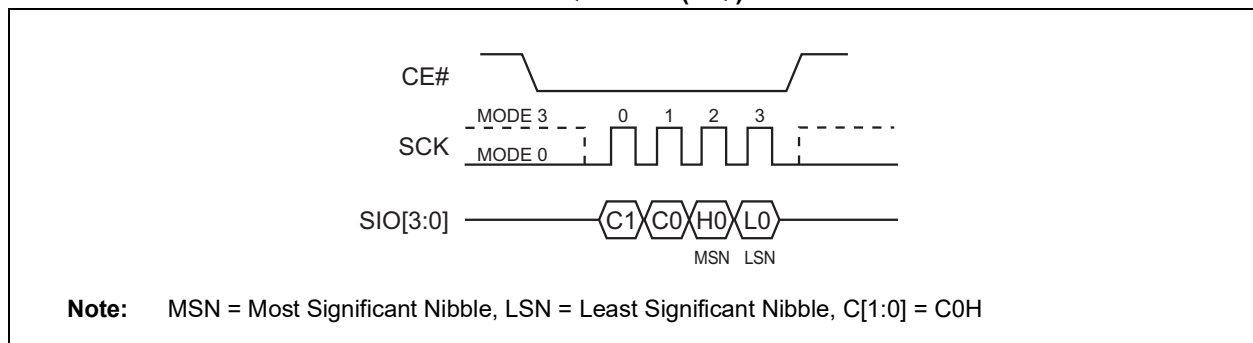 CE#
MODE 3 0 1 2 3
SCK
MODE 0
SIO[3:0] C1 C0 H0 L0
MSN LSN
Note: MSN = Most Significant Nibble, LSN = Least Significant Nibble, C[1:0] = C0H